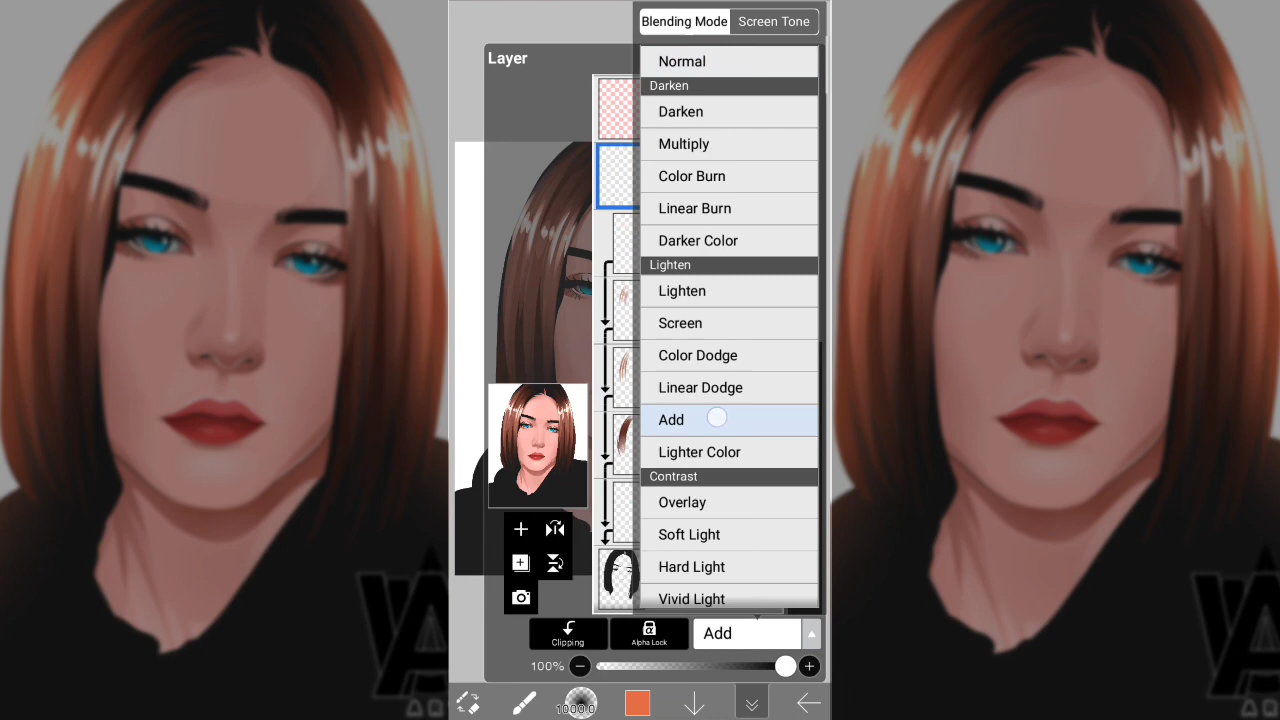 Blending Mode
Screen Tone
Layer
Normal
Darken
Darken
Multiply
Color Burn
Linear Burn
Darker Color
Lighten
Lighten
Screen
Color Dodge
Linear Dodge
Add
Lighter Color
Contrast
Overlay
Soft Light
Hard Light
Vivid Light
Clipping
α
Alpha Lock
Add
100%
1000.0